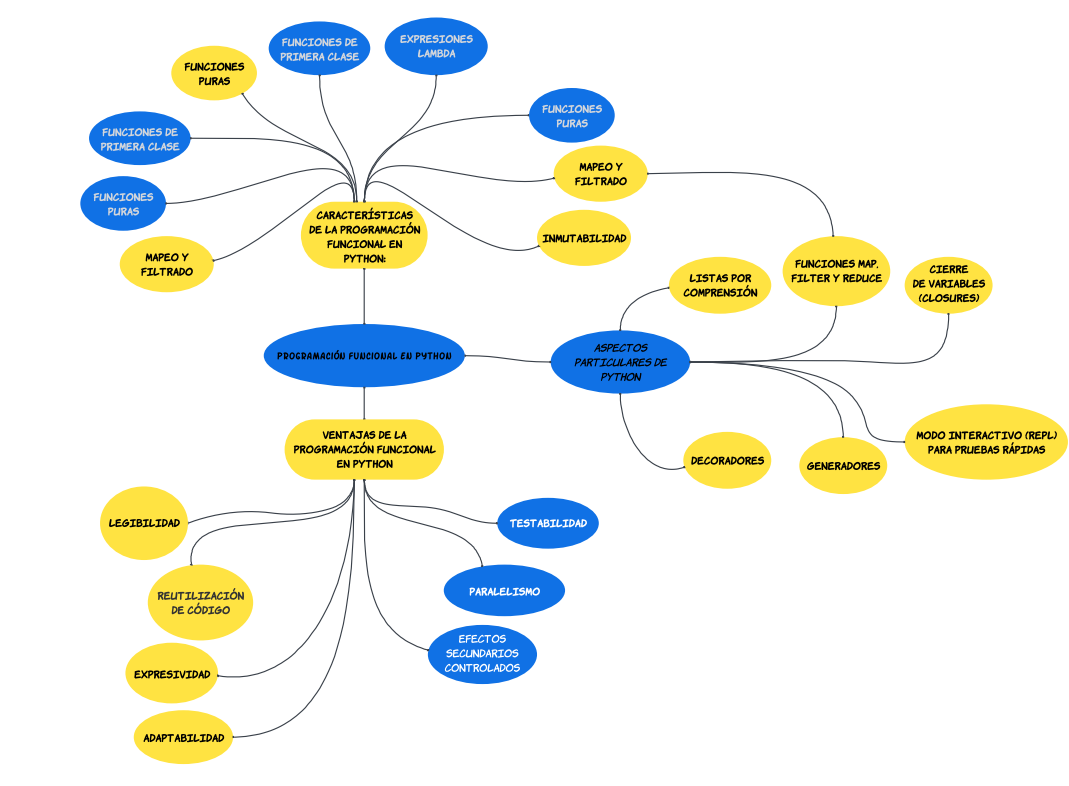 FUNCIONES DE
PRIMERA CLASE
EXPRESIONES
LAMBDA
FUNCIONES
PURAS
FUNCIONES
PURAS
FUNCIONES DE
PRIMERA CLASE
MAPEO Y
FILTRADO
FUNCIONES
PURAS
CARACTERÍSTICAS
DE LA PROGRAMACIÓN
FUNCIONAL EN
PYTHON:
INMUTABILIDAD
MAPEO Y
FILTRADO
LISTAS POR
COMPRENSIÓN
FUNCIONES MAP,
FILTER Y REDUCE
CIERRE
DE VARIABLES
(CLOSURES)
PROGRAMACIÓN FUNCIONAL EN PYTHON
ASPECTOS
PARTICULARES DE
PYTHON
VENTAJAS DE LA
PROGRAMACIÓN FUNCIONAL
EN PYTHON
DECORADORES
GENERADORES
MODO INTERACTIVO (REPL)
PARA PRUEBAS RÁPIDAS
LEGIBILIDAD
TESTABILIDAD
REUTILIZACIÓN
DE CÓDIGO
PARALELISMO
EFECTOS
SECUNDARIOS
CONTROLADOS
EXPRESIVIDAD
ADAPTABILIDAD